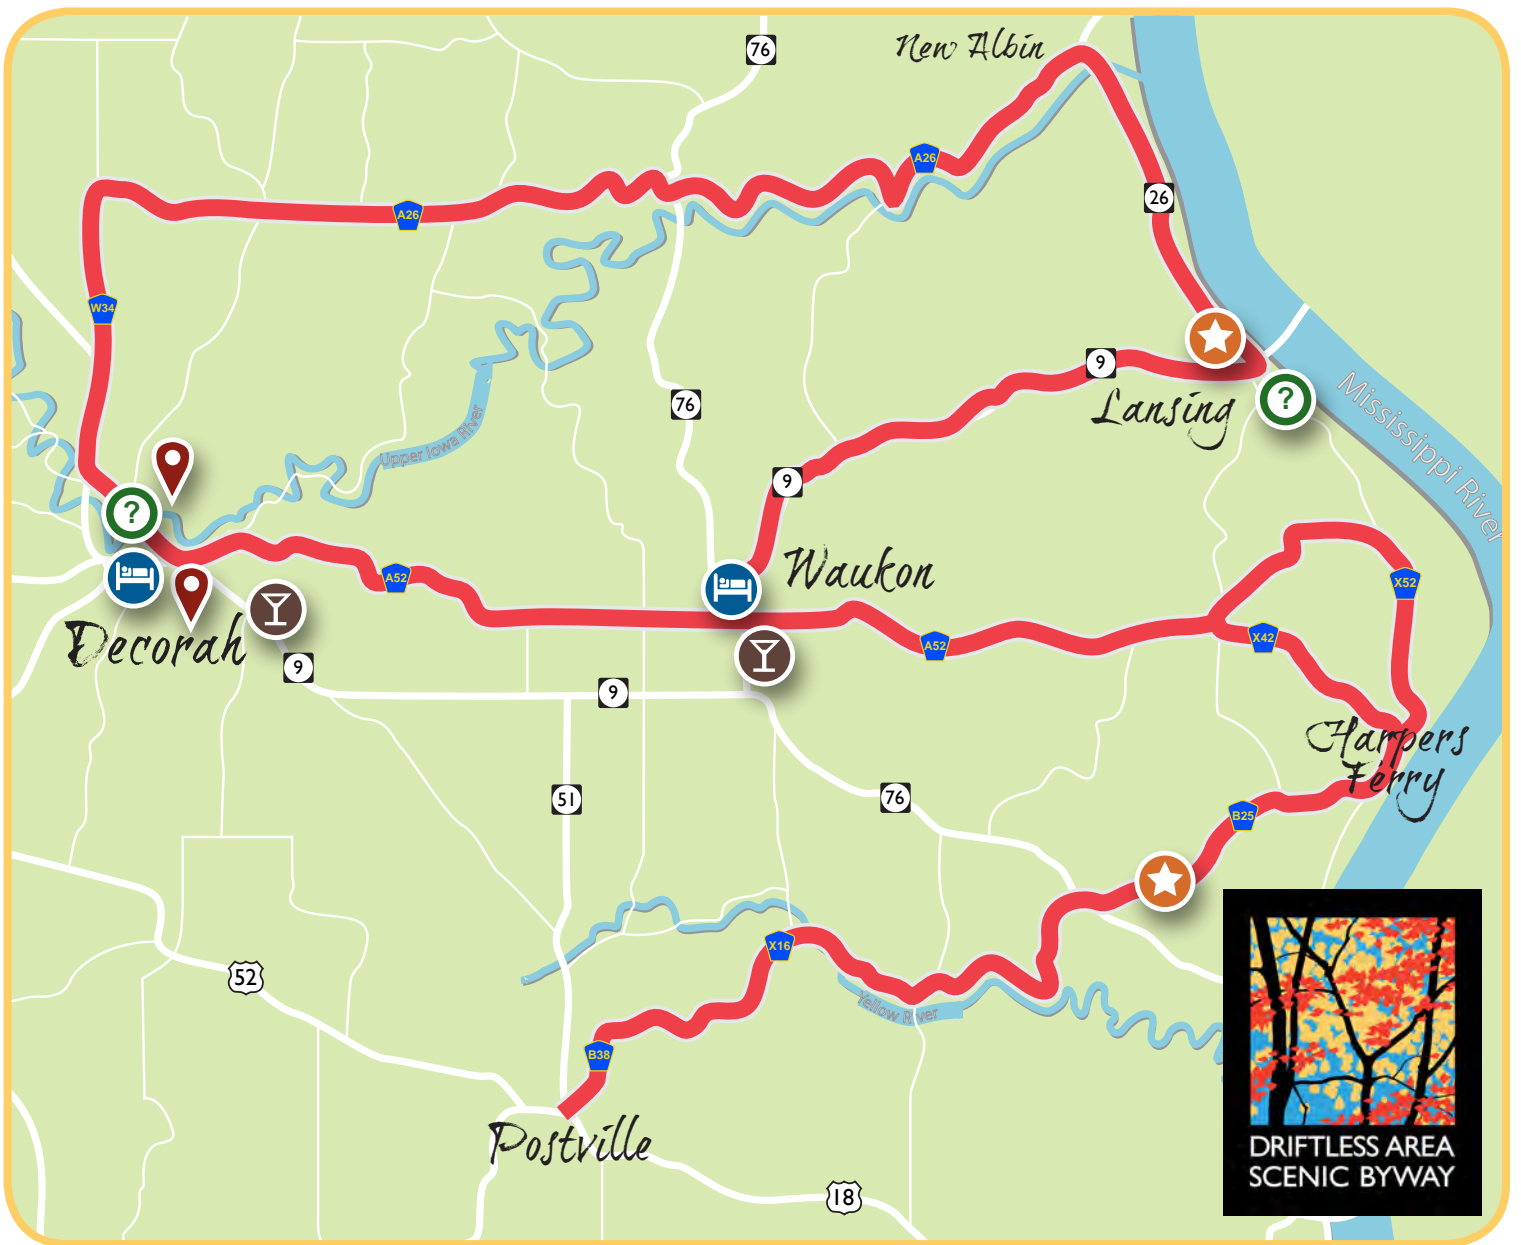 76
New Albin
A26
26
A26
W34
9
76
Lansing
?
Mississippi River
Upper Iowa River
9
?
Waukon
A52
X52
A52
X42
Decorah
9
9
Harpers
Ferry
51
76
B25
X16
52
Yellow River
B38
Postville
18
DRIFTLESS AREA
SCENIC BYWAY